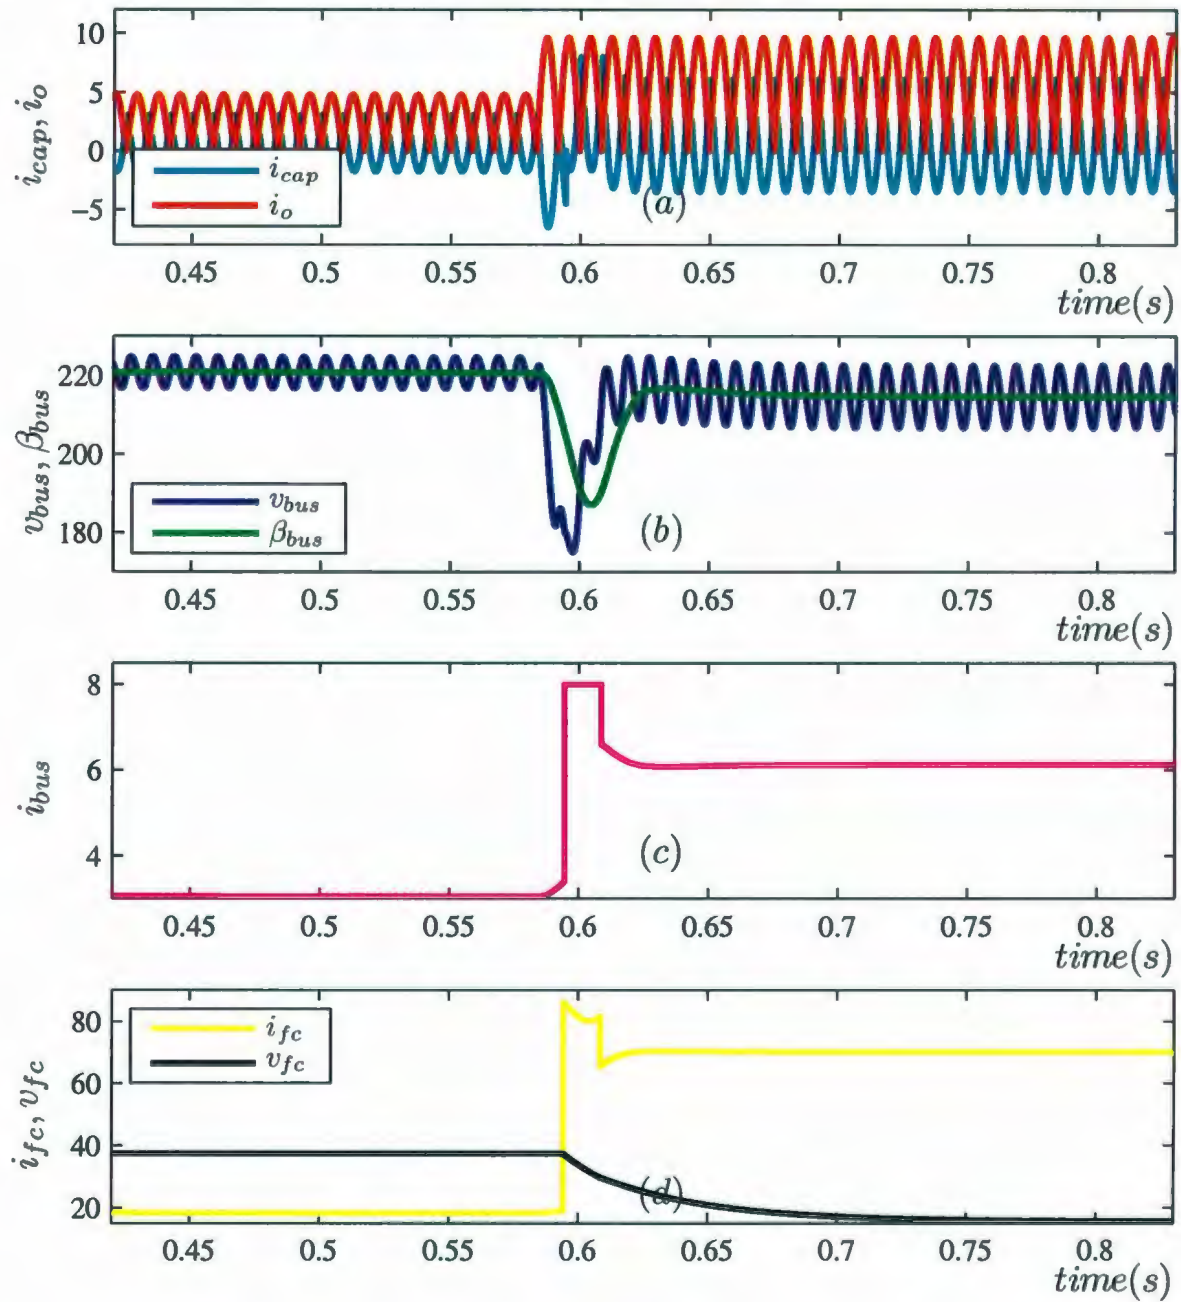 10
5
0
−5
i_cap, i_o
i_cap
i_o
(a)
0.45 0.5 0.55 0.6 0.65 0.7 0.75 0.8
time(s)
220
200
180
v_bus, β_bus
v_bus
β_bus
(b)
0.45 0.5 0.55 0.6 0.65 0.7 0.75 0.8
time(s)
8
6
4
i_bus
(c)
0.45 0.5 0.55 0.6 0.65 0.7 0.75 0.8
time(s)
80
60
40
20
i_fc, v_fc
i_fc
v_fc
(d)
0.45 0.5 0.55 0.6 0.65 0.7 0.75 0.8
time(s)